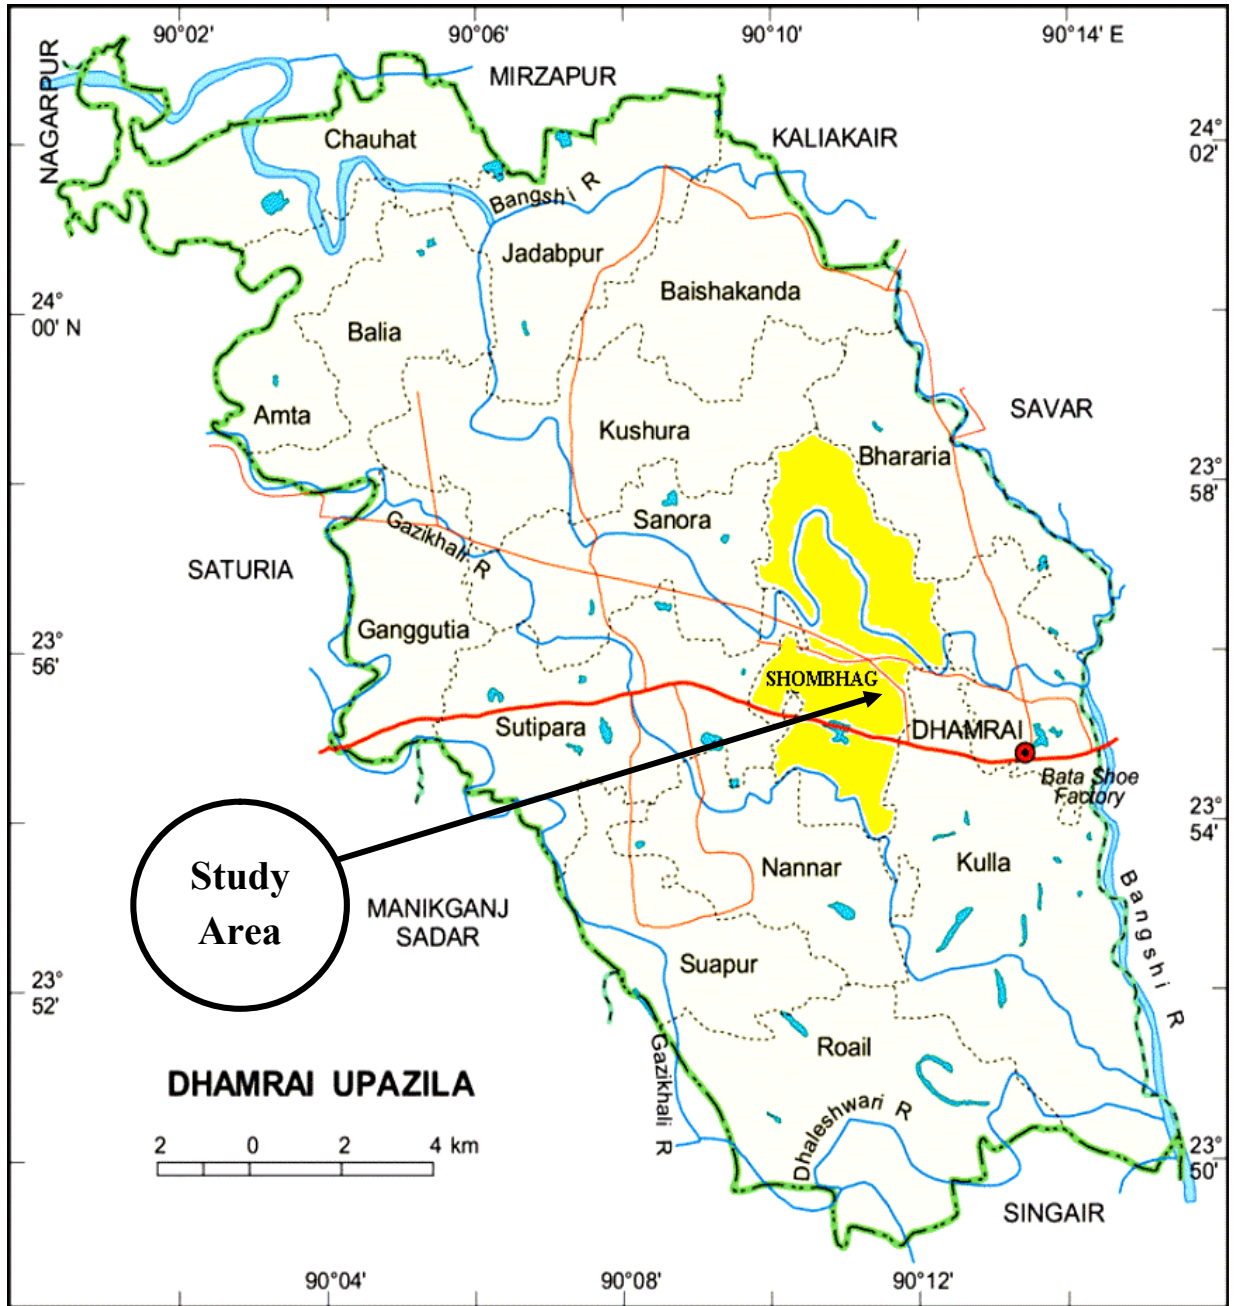 90°02'
90°06'
90°10'
90°14' E
MIRZAPUR
NAGARPUR
KALIAKAIR
24°
02'
Chauhat
Bangshi R
Jadabpur
Baishakanda
24°
00' N
Balia
Amta
Kushura
SAVAR
Bhararia
23°
58'
Sanora
Gazikhali R
SATURIA
Ganggutia
23°
56'
SHOMBHAG
Sutipara
DHAMRAI
Bata Shoe
Factory
23°
54'
Study
Area
Nannar
Kulla
MANIKGANJ
SADAR
Bangshi R
Suapur
23°
52'
Roail
Gazikhali R
DHAMRAI UPAZILA
Dhaleshwari R
2 0 2 4 km
23°
50'
SINGAIR
90°04'
90°08'
90°12'